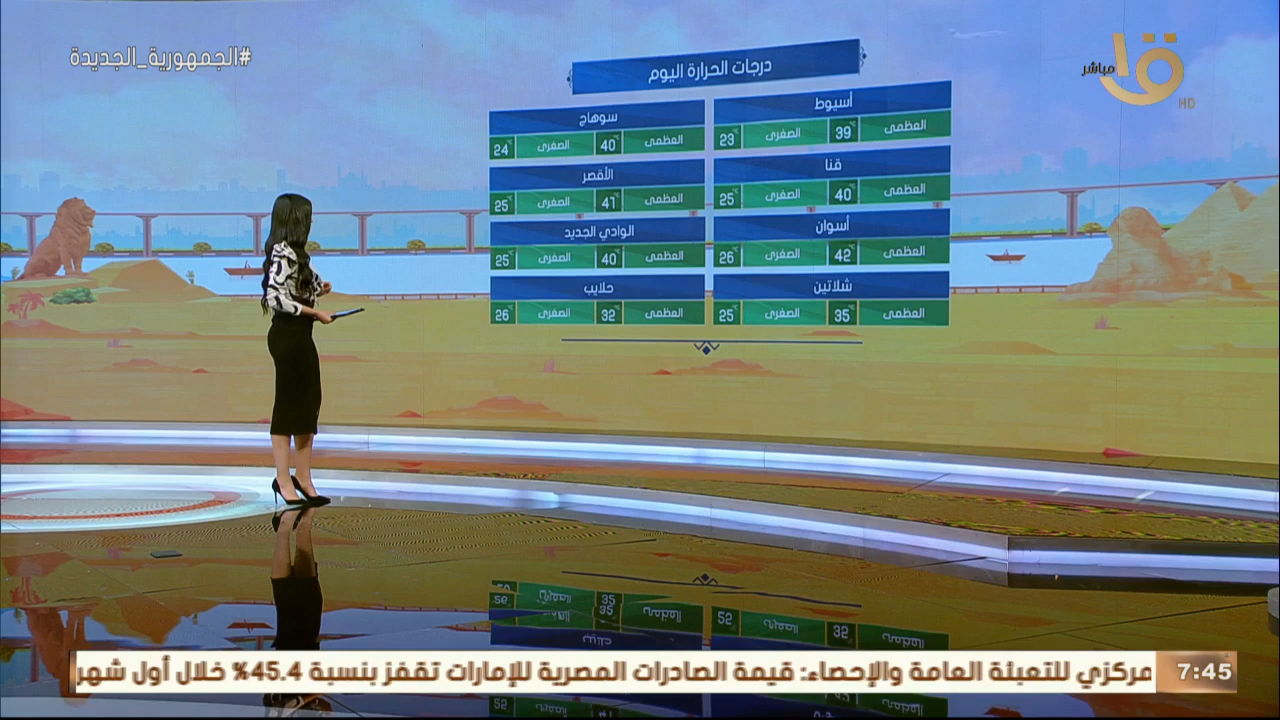 #الجمهورية_الجديدة
مباشر
HD
درجات الحرارة اليوم
أسيوط
العظمى 39 الصغرى 23
سوهاج
العظمى 40 الصغرى 24
قنا
العظمى 40 الصغرى 25
الأقصر
العظمى 41 الصغرى 25
أسوان
العظمى 42 الصغرى 26
الوادي الجديد
العظمى 40 الصغرى 25
شلاتين
العظمى 35 الصغرى 25
حلايب
العظمى 32 الصغرى 26
7:45
مركزي للتعبئة العامة والإحصاء: قيمة الصادرات المصرية للإمارات تقفز بنسبة 45.4% خلال أول شهر